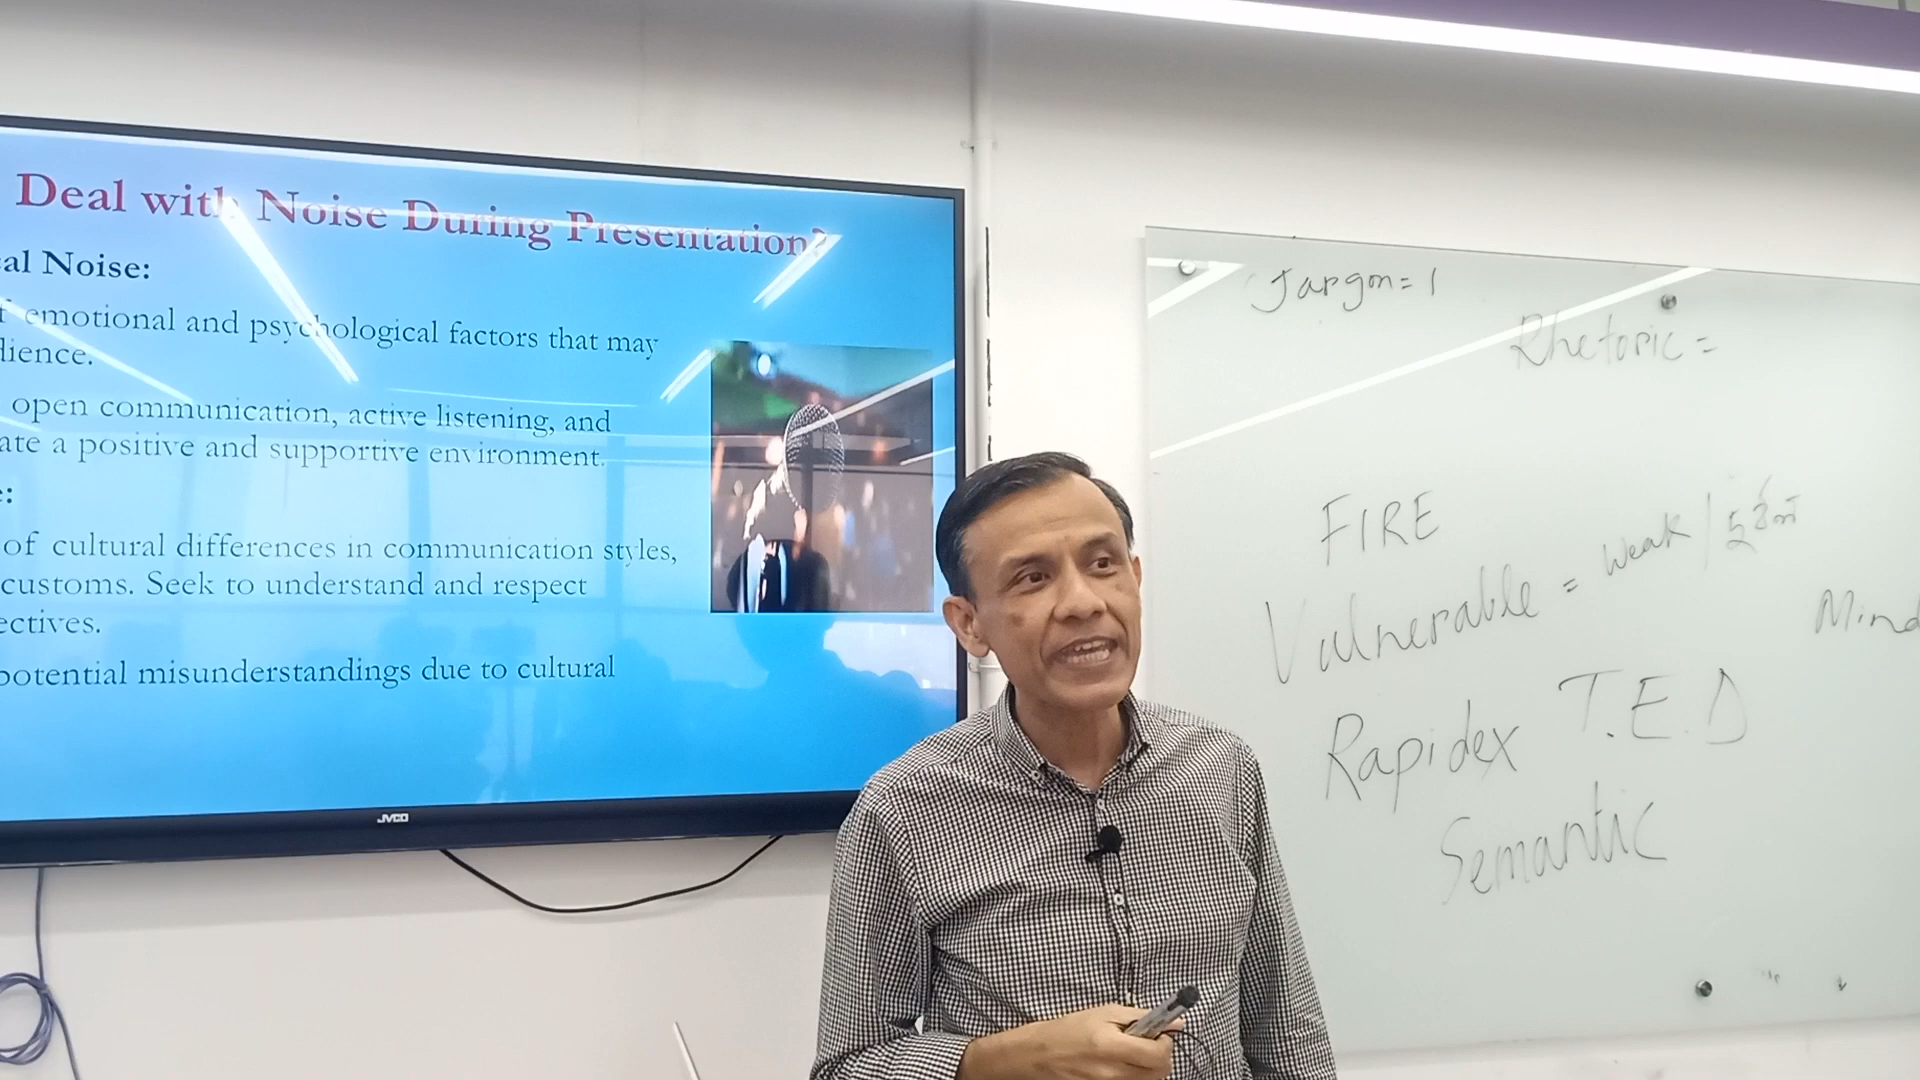 Deal with Noise During Presentation?
al Noise:
f emotional and psychological factors that may
lience.
open communication, active listening, and
ate a positive and supportive environment.
e:
of cultural differences in communication styles,
customs. Seek to understand and respect
ectives.
potential misunderstandings due to cultural
JVCO
Jargon = 1
Rhetoric =
FIRE
Vulnerable = weak /
Mind
Rapidex T.E.D
Semantic